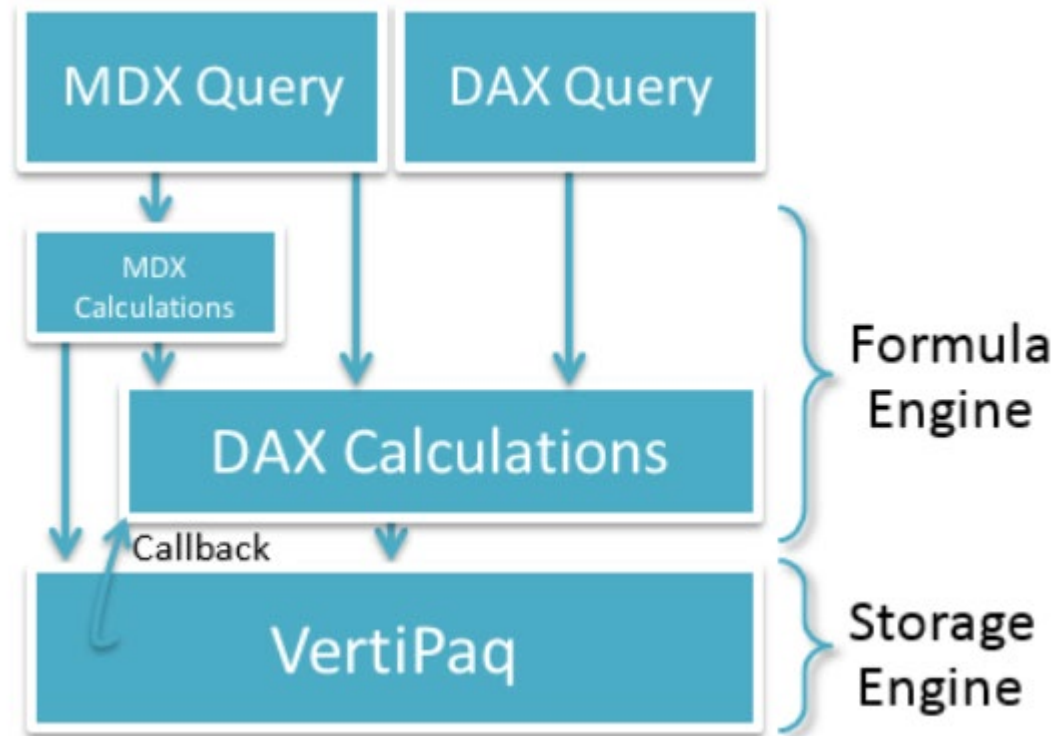 MDX Query
DAX Query
MDX
Calculations
Formula
Engine
DAX Calculations
Callback
VertiPaq
Storage
Engine